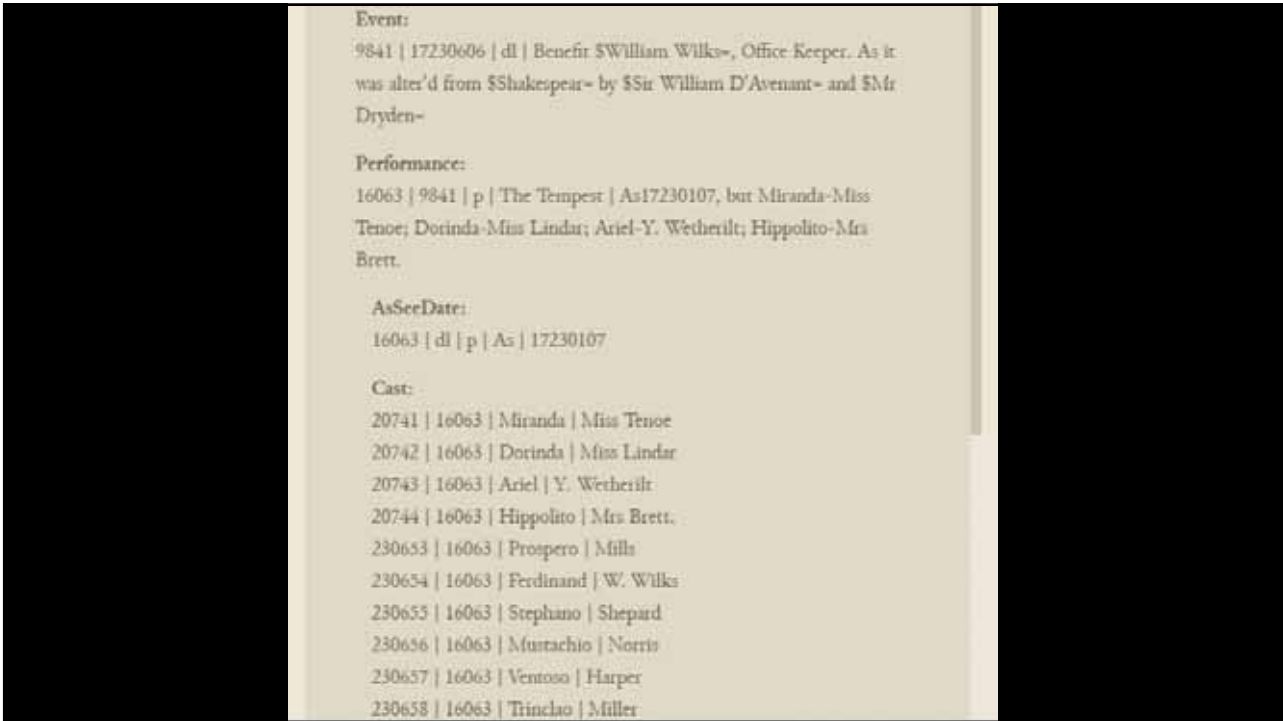 Event:
9841 | 17230606 | dl | Benefit $William Wilks=, Office Keeper. As it
was alter'd from $Shakespear= by $Sir William D'Avenant= and $Mr
Dryden=
Performance:
16063 | 9841 | p | The Tempest | As17230107, but Miranda-Miss
Tenoe; Dorinda-Miss Lindar; Ariel-Y. Wetherilt; Hippolito-Mrs
Brett.
AsSeeDate:
16063 | dl | p | As | 17230107
Cast:
20741 | 16063 | Miranda | Miss Tenoe
20742 | 16063 | Dorinda | Miss Lindar
20743 | 16063 | Ariel | Y. Wetherilt
20744 | 16063 | Hippolito | Mrs Brett.
230653 | 16063 | Prospero | Mills
230654 | 16063 | Ferdinand | W. Wilks
230655 | 16063 | Stephano | Shepard
230656 | 16063 | Mustachio | Norris
230657 | 16063 | Ventoso | Harper
230658 | 16063 | Trinclao | Miller